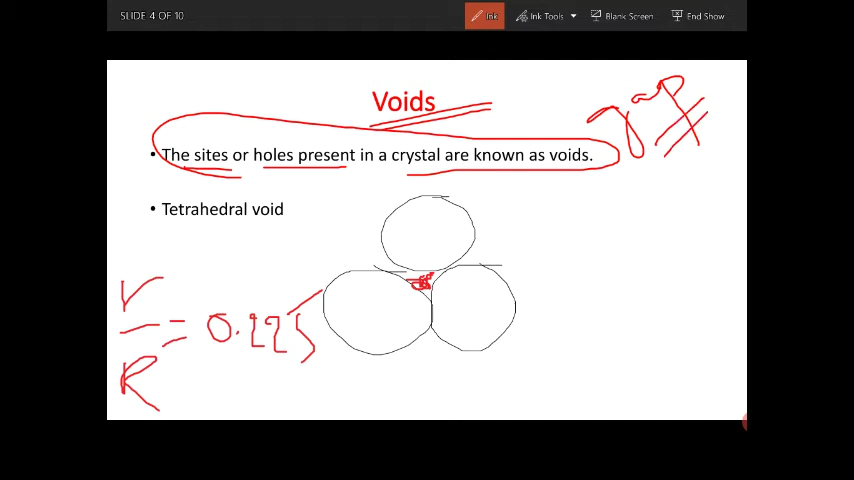 SLIDE 4 OF 10
Ink
Ink Tools
Blank Screen
End Show
Voids
gap
• The sites or holes present in a crystal are known as voids.
• Tetrahedral void
r
— = 0.225
R